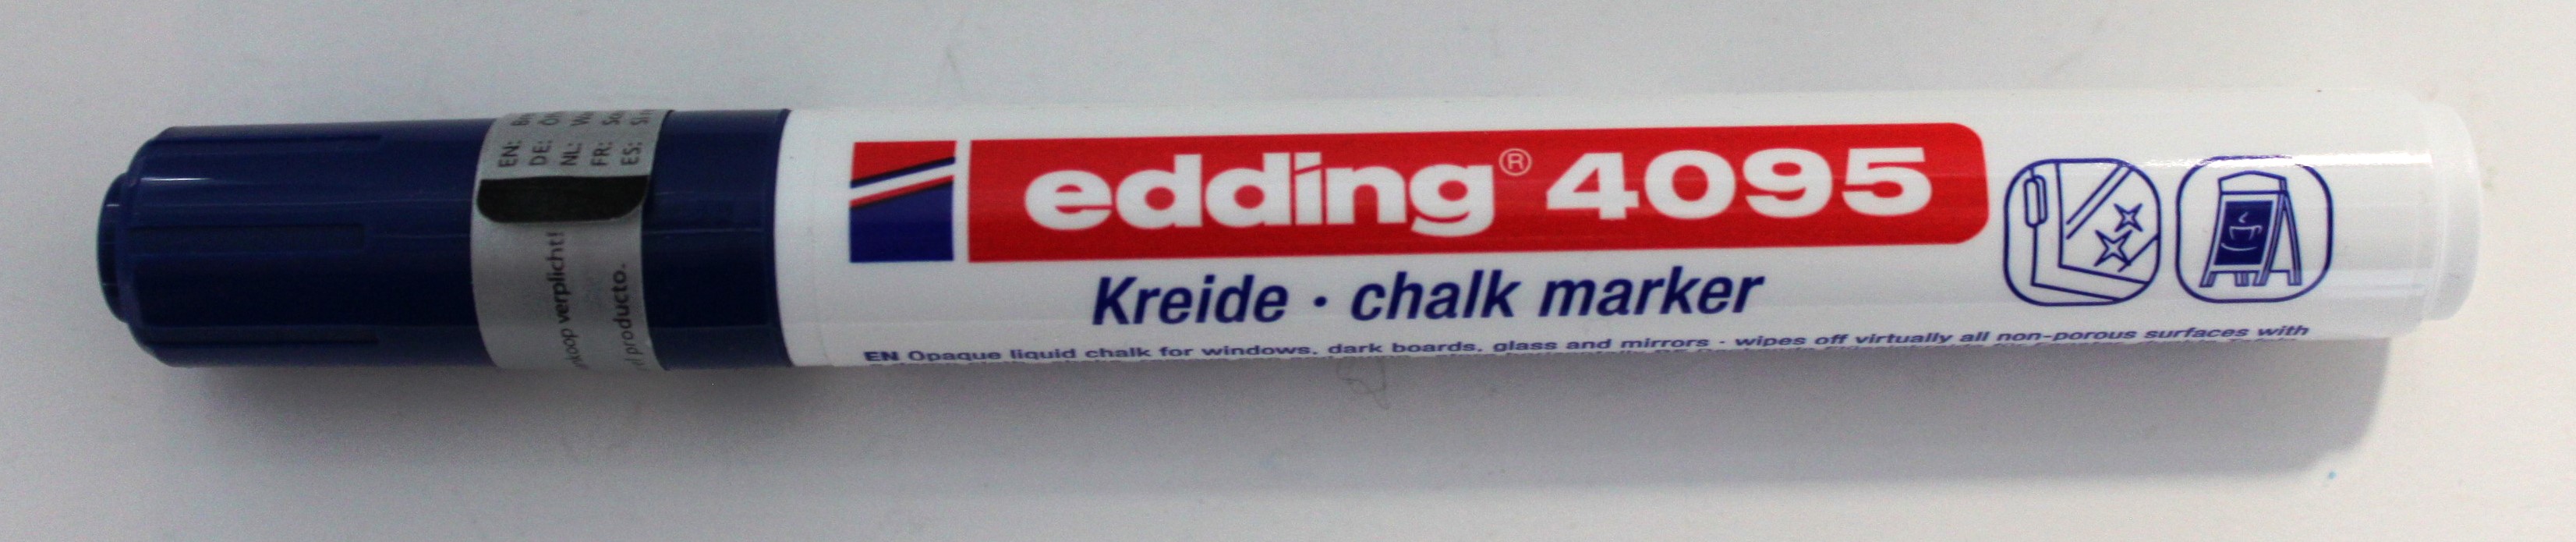 edding® 4095
Kreide · chalk marker
EN Opaque liquid chalk for windows, dark boards, glass and mirrors · wipes off virtually all non-porous surfaces with
EN:
DE:
NL:
FR:
ES:
koop verplicht!
producto.